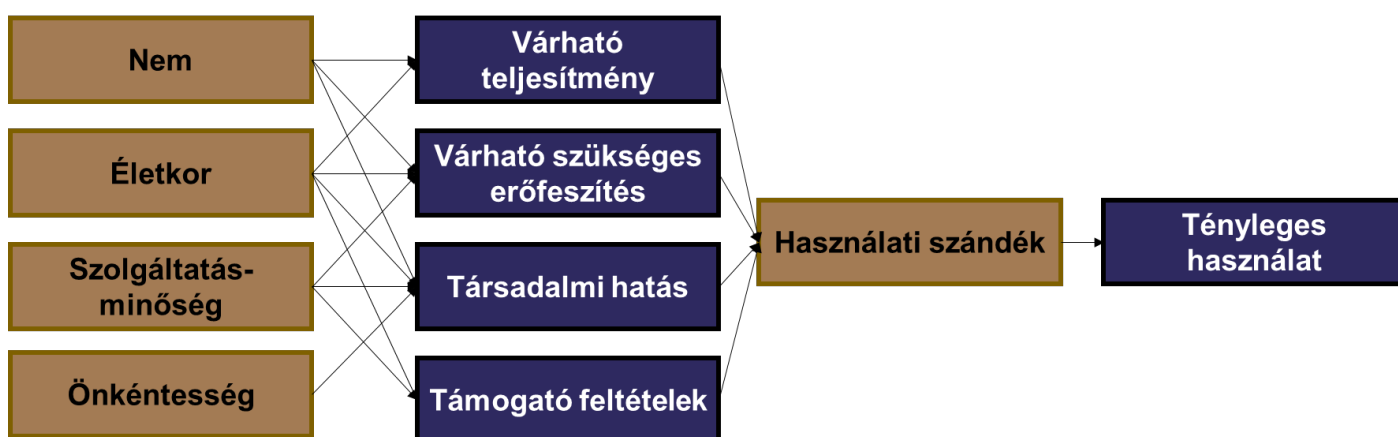 Nem
Életkor
Szolgáltatás-
minőség
Önkéntesség
Várható
teljesítmény
Várható szükséges
erőfeszítés
Társadalmi hatás
Támogató feltételek
Használati szándék
Tényleges
használat